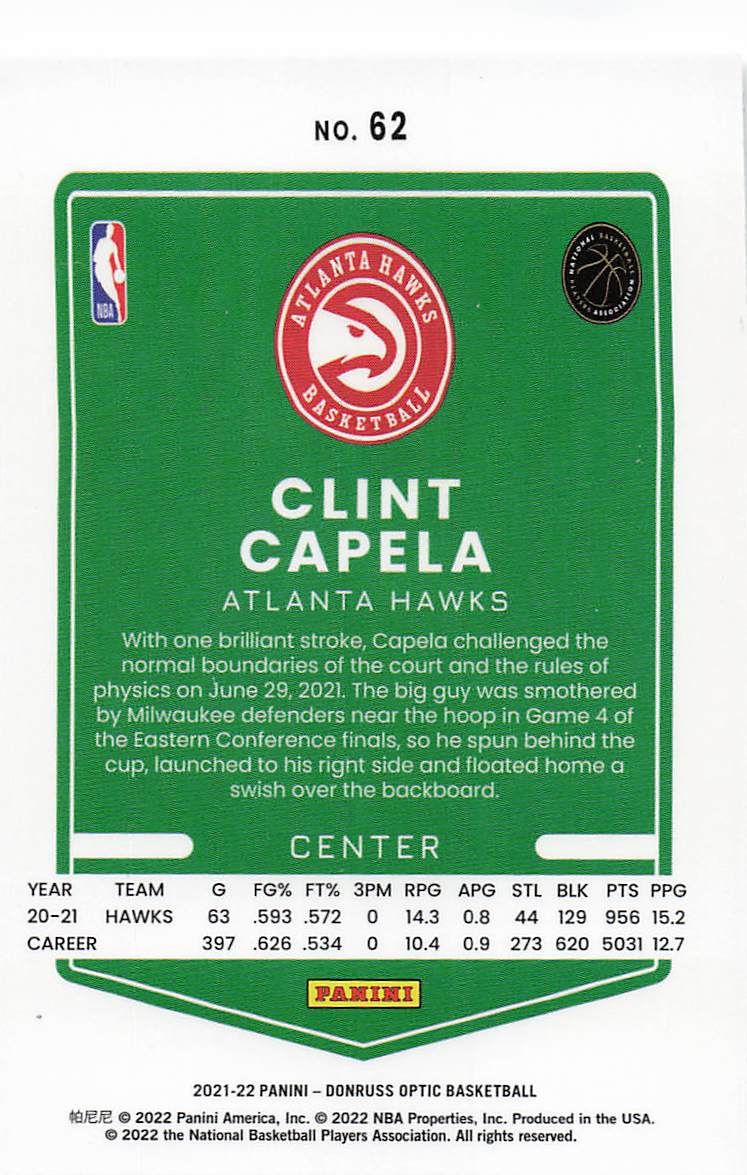 NO. 62
NBA
ATLANTA HAWKS
BASKETBALL
NATIONAL BASKETBALL
PLAYERS ASSOCIATION
CLINT
CAPELA
ATLANTA HAWKS
With one brilliant stroke, Capela challenged the
normal boundaries of the court and the rules of
physics on June 29, 2021. The big guy was smothered
by Milwaukee defenders near the hoop in Game 4 of
the Eastern Conference finals, so he spun behind the
cup, launched to his right side and floated home a
swish over the backboard.
CENTER
YEAR TEAM G FG% FT% 3PM RPG APG STL BLK PTS PPG
20-21 HAWKS 63 .593 .572 0 14.3 0.8 44 129 956 15.2
CAREER 397 .626 .534 0 10.4 0.9 273 620 5031 12.7
PANINI
2021-22 PANINI – DONRUSS OPTIC BASKETBALL
帕尼尼 © 2022 Panini America, Inc. © 2022 NBA Properties, Inc. Produced in the USA.
© 2022 the National Basketball Players Association. All rights reserved.